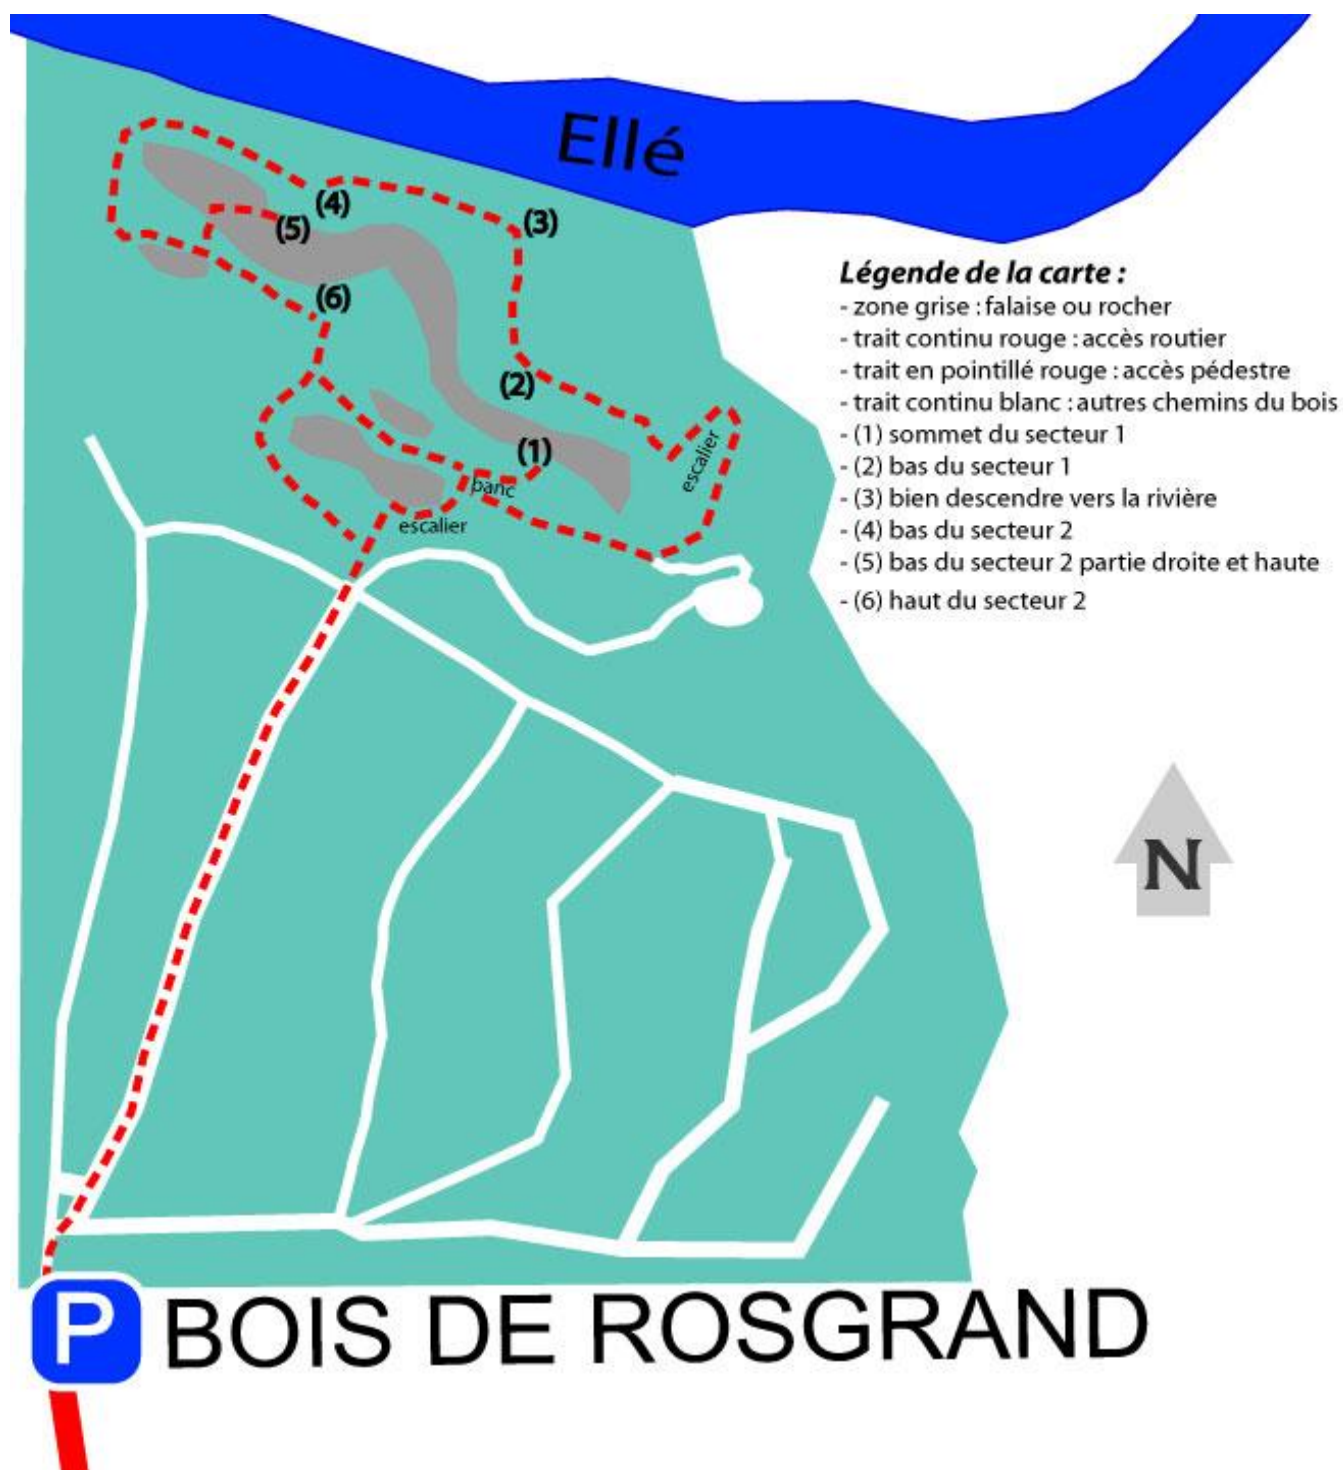 Ellé
(4)
(3)
(5)
(6)
(2)
(1)
banc
escalier
escalier
Légende de la carte :
- zone grise : falaise ou rocher
- trait continu rouge : accès routier
- trait en pointillé rouge : accès pédestre
- trait continu blanc : autres chemins du bois
- (1) sommet du secteur 1
- (2) bas du secteur 1
- (3) bien descendre vers la rivière
- (4) bas du secteur 2
- (5) bas du secteur 2 partie droite et haute
- (6) haut du secteur 2
N
P BOIS DE ROSGRAND